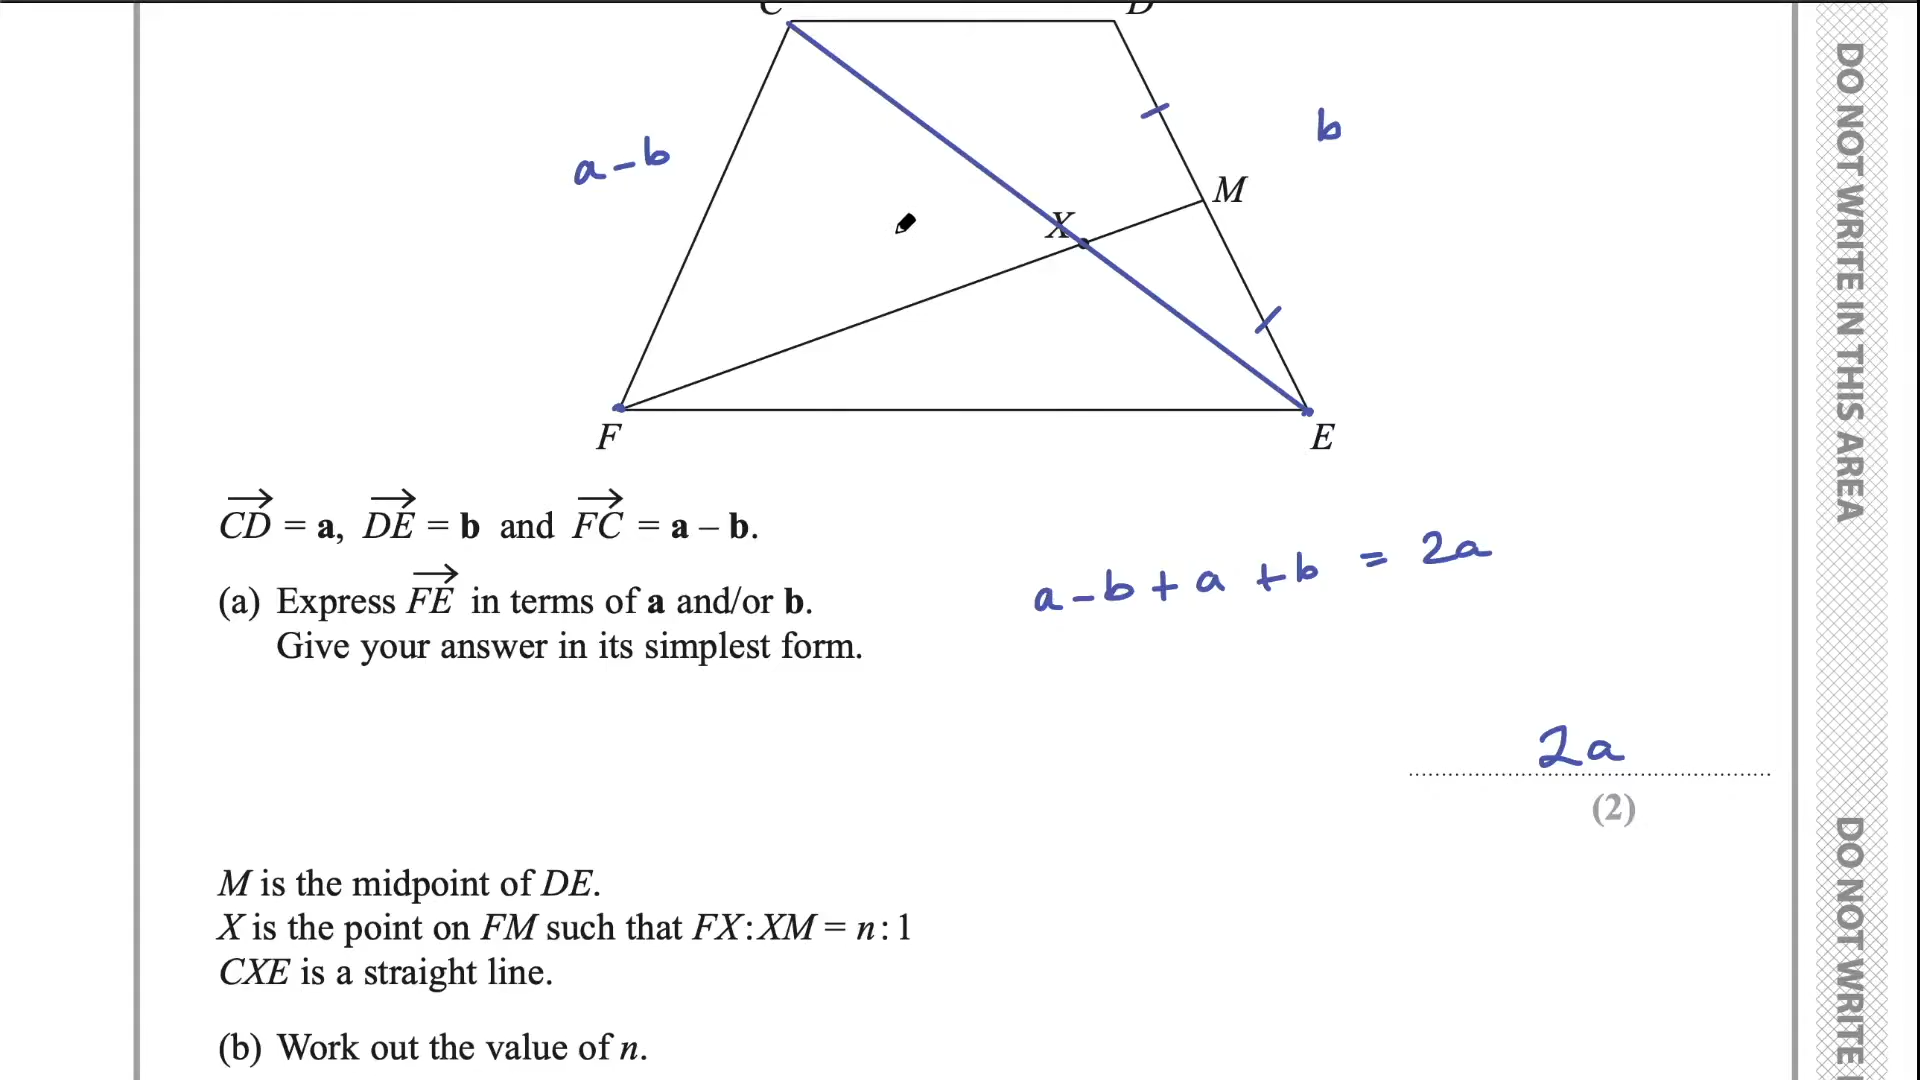 C D
a - b
b
M
X
F E
CD = a, DE = b and FC = a – b.
a - b + a + b = 2a
(a) Express FE in terms of a and/or b.
Give your answer in its simplest form.
2a
(2)
M is the midpoint of DE.
X is the point on FM such that FX : XM = n : 1
CXE is a straight line.
(b) Work out the value of n.
DO NOT WRITE IN THIS AREA
DO NOT WRITE